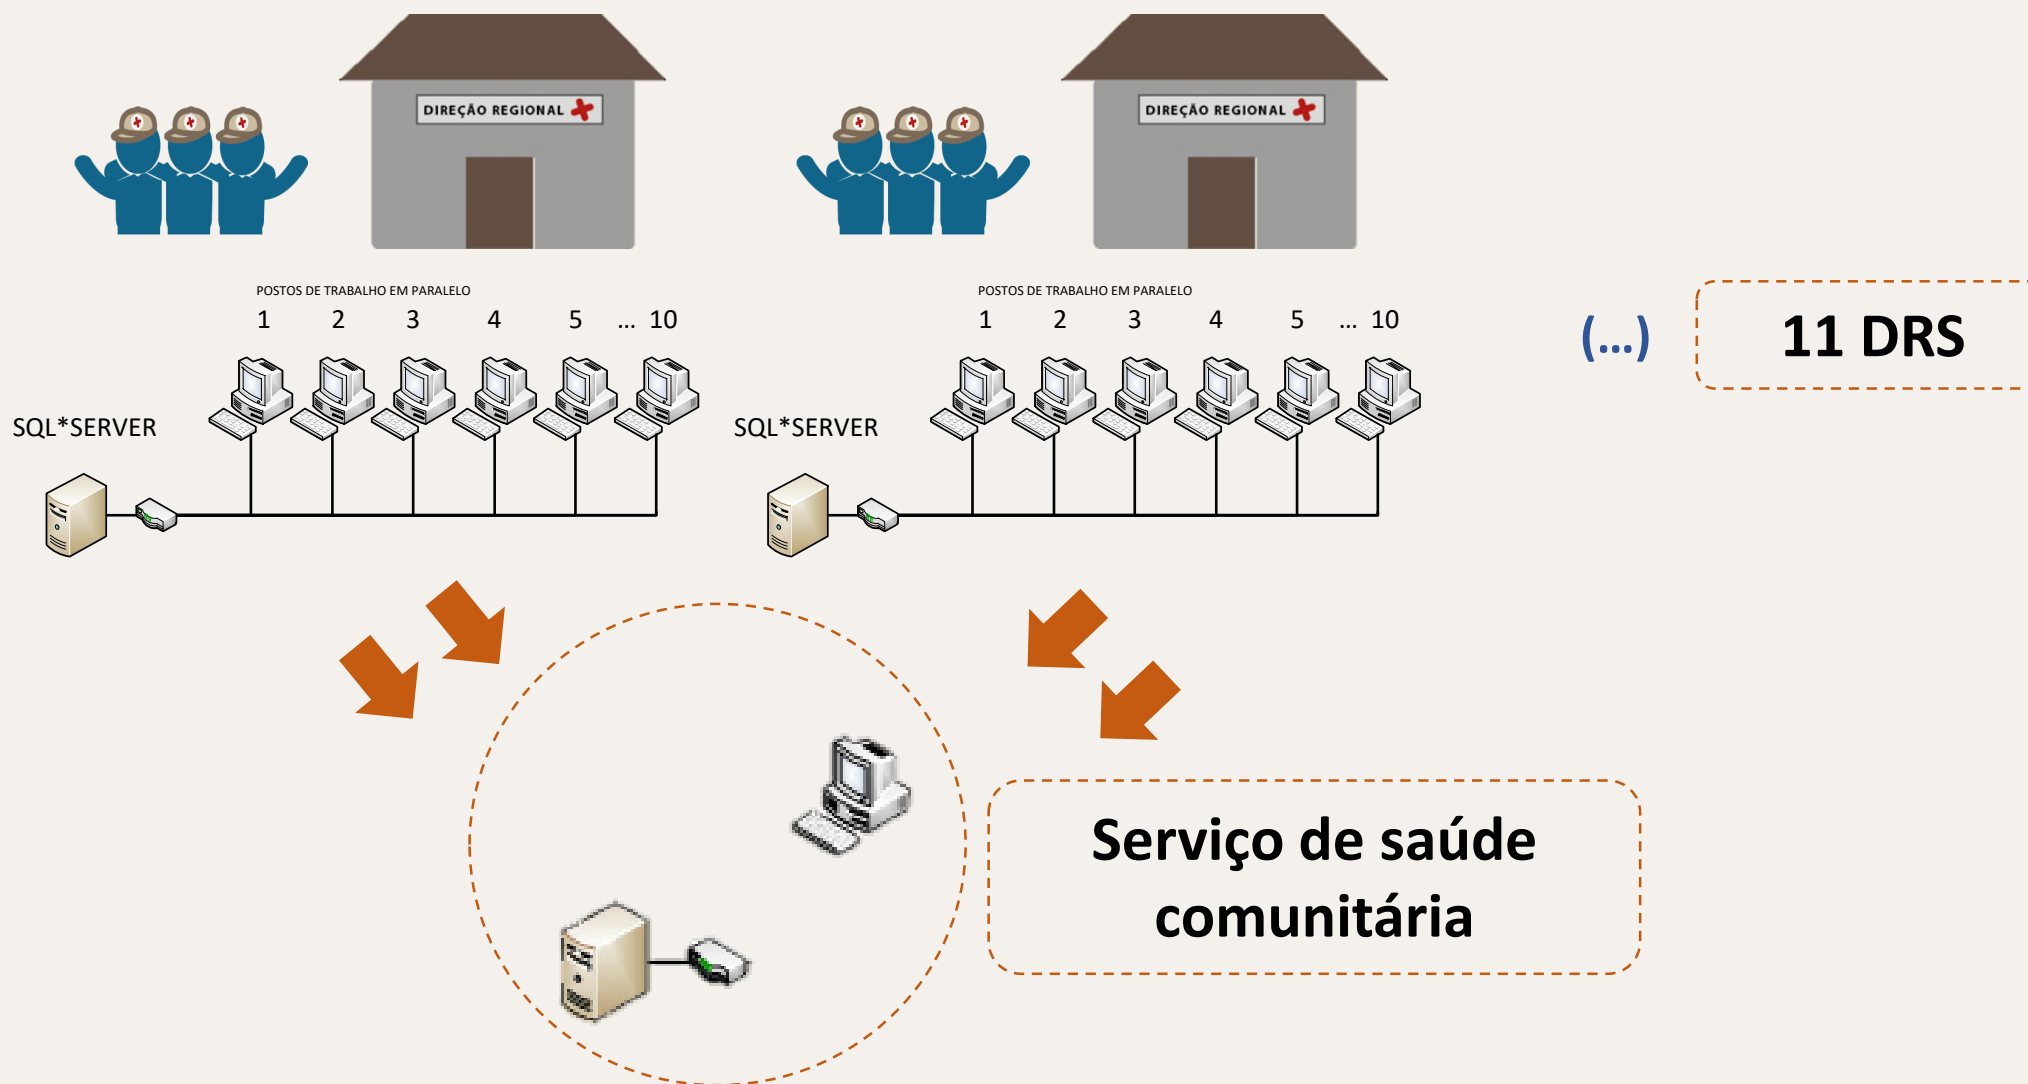 DIREÇÃO REGIONAL
DIREÇÃO REGIONAL
POSTOS DE TRABALHO EM PARALELO
1 2 3 4 5 ... 10
SQL*SERVER
POSTOS DE TRABALHO EM PARALELO
1 2 3 4 5 ... 10
SQL*SERVER
(...)
11 DRS
Serviço de saúde
comunitária